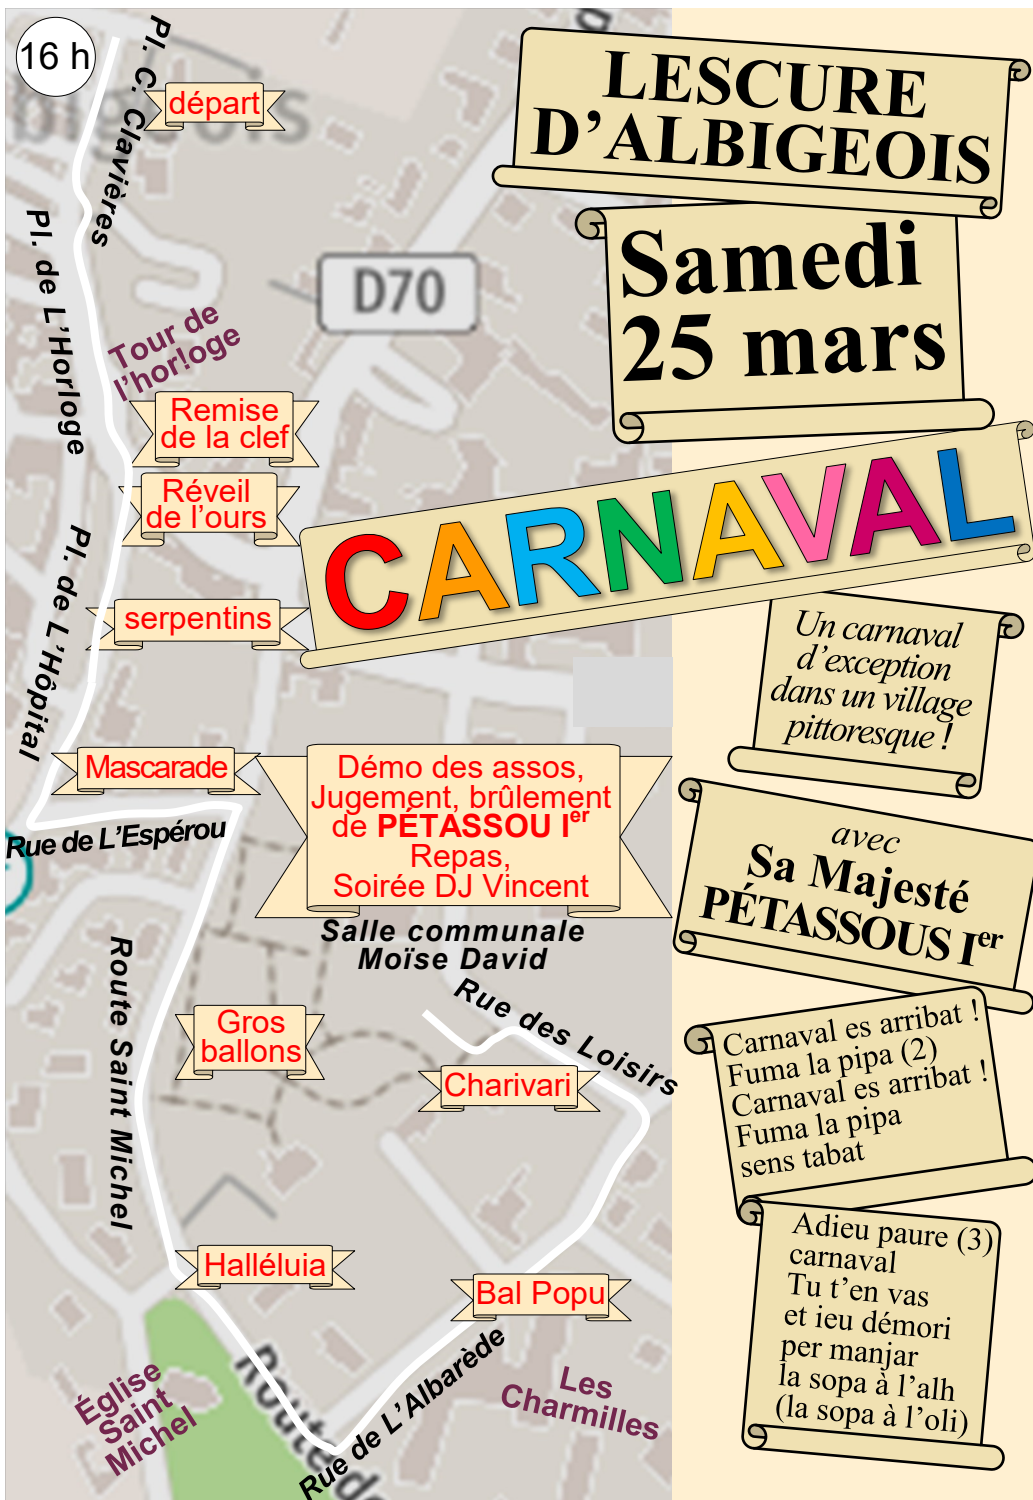 16 h
Pl. C. Clavières
départ
Pl. de L'Horloge
D70
Tour de
l'hor!oge
Remise
de la clef
Réveil
de l'ours
Pl. de L'Hôpital
serpentins
Mascarade
Rue de L'Espérou
Démo des assos,
Jugement, brûlement
de PÉTASSOU Ier
Repas,
Soirée DJ Vincent
Salle communale
Moïse David
Route Saint Michel
Rue des Loisirs
Gros
ballons
Charivari
Halléluia
Bal Popu
Rue de L'Albarède
Route de
Église
Saint
Michel
Les
Charmilles
LESCURE
D'ALBIGEOIS
Samedi
25 mars
CARNAVAL
Un carnaval
d'exception
dans un village
pittoresque !
avec
Sa Majesté
PÉTASSOUS Ier
Carnaval es arribat !
Fuma la pipa (2)
Carnaval es arribat !
Fuma la pipa
sens tabat
Adieu paure (3)
carnaval
Tu t'en vas
et ieu démori
per manjar
la sopa à l'alh
(la sopa à l'oli)